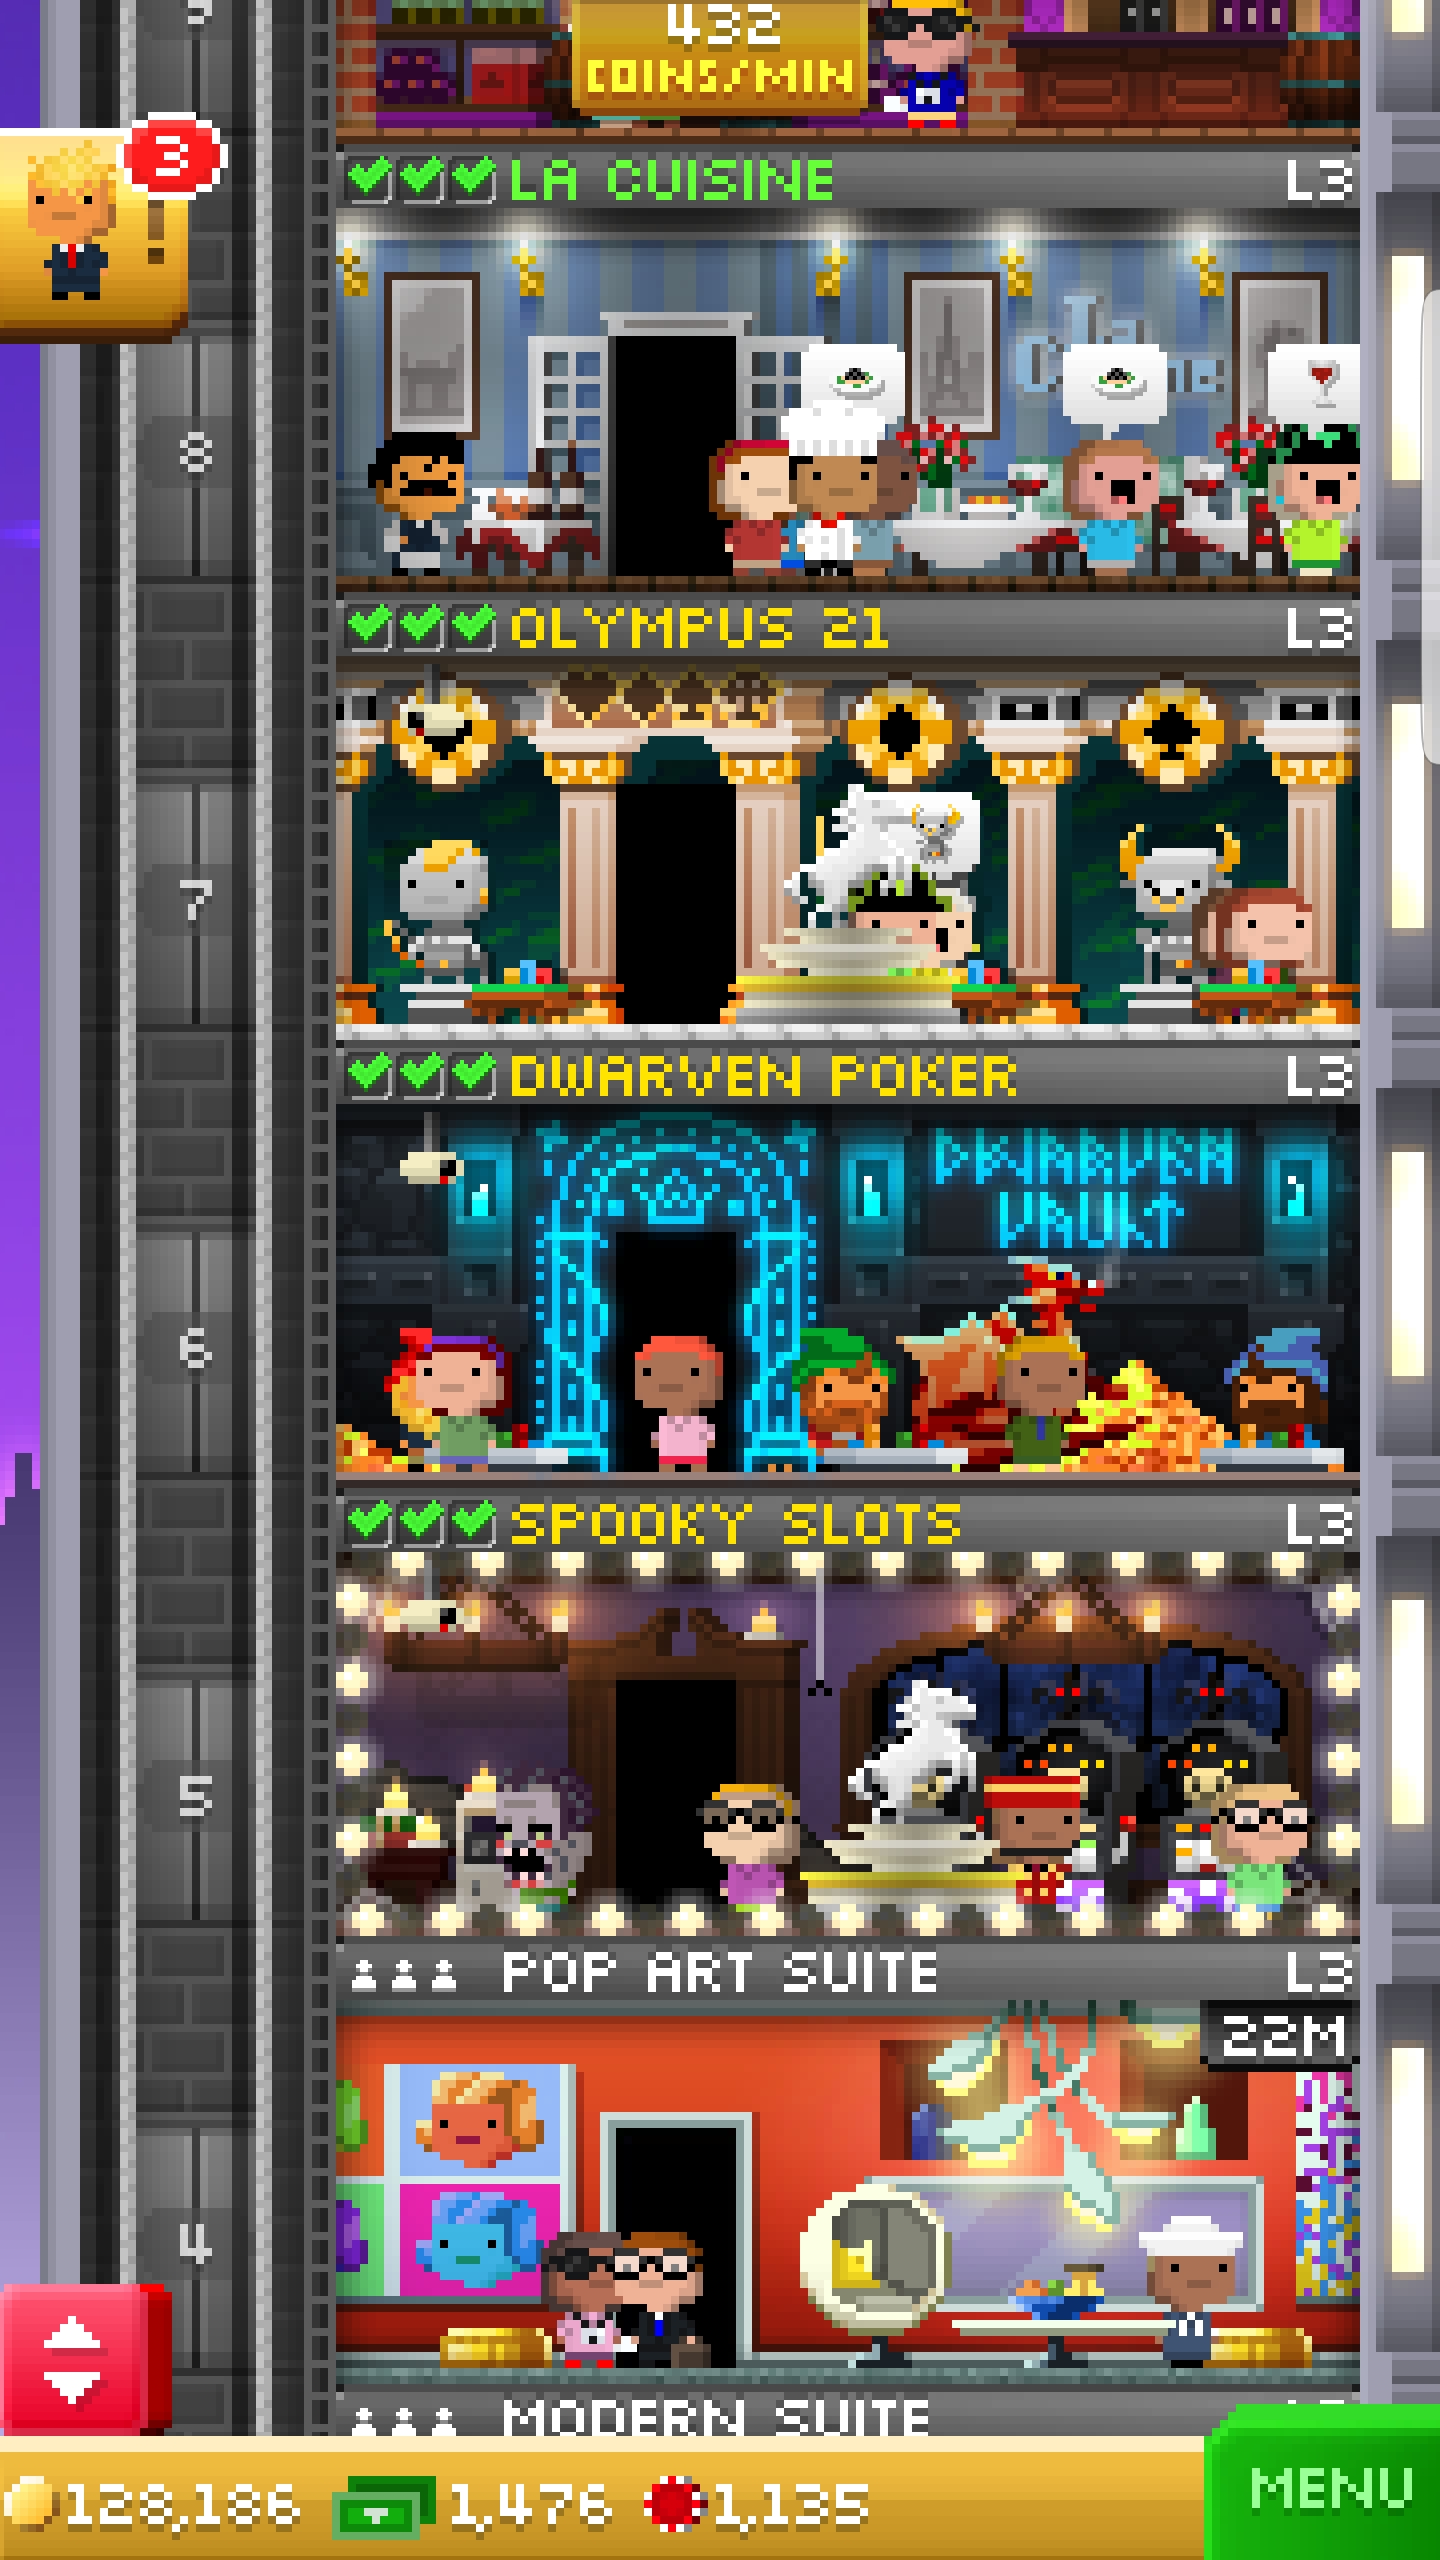 432
COINS/MIN
3
!
LA CUISINE L3
La
8
OLYMPUS 21 L3
7
DWARVEN POKER L3
DWARVEN
VAULT
6
SPOOKY SLOTS L3
5
POP ART SUITE L3
22M
4
MODERN SUITE
128,186 1,476 1,135
MENU